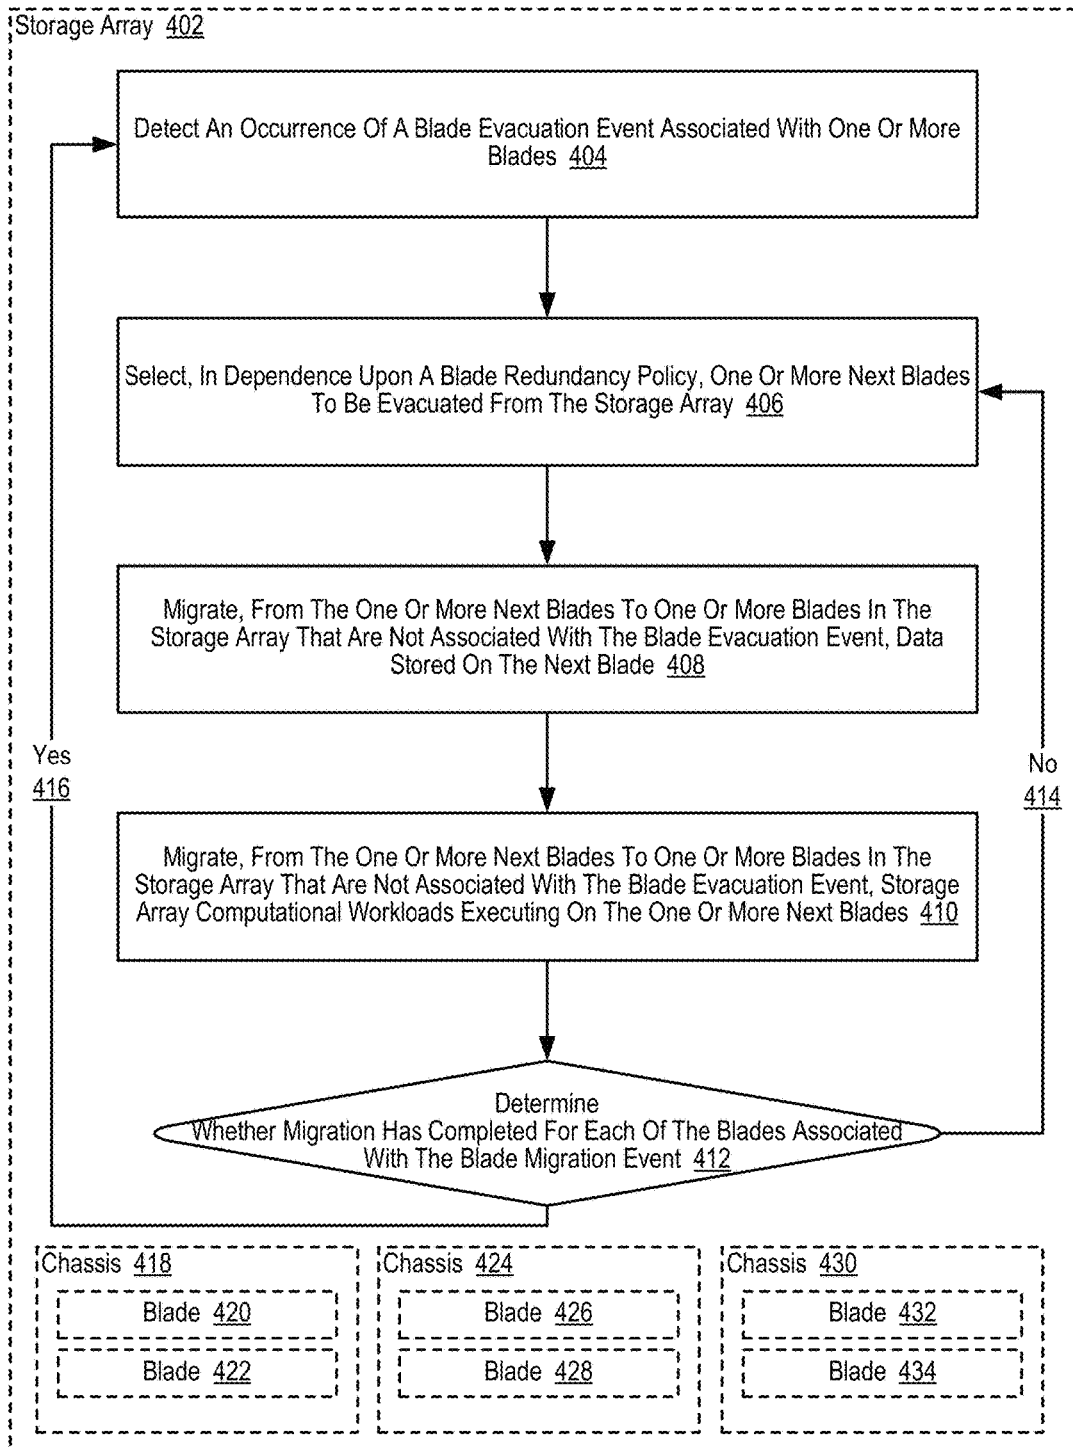 Storage Array 402
Detect An Occurrence Of A Blade Evacuation Event Associated With One Or More
Blades 404
Select, In Dependence Upon A Blade Redundancy Policy, One Or More Next Blades
To Be Evacuated From The Storage Array 406
Migrate, From The One Or More Next Blades To One Or More Blades In The
Storage Array That Are Not Associated With The Blade Evacuation Event, Data
Stored On The Next Blade 408
Yes
416
No
414
Migrate, From The One Or More Next Blades To One Or More Blades In The
Storage Array That Are Not Associated With The Blade Evacuation Event, Storage
Array Computational Workloads Executing On The One Or More Next Blades 410
Determine
Whether Migration Has Completed For Each Of The Blades Associated
With The Blade Migration Event 412
Chassis 418
Blade 420
Blade 422
Chassis 424
Blade 426
Blade 428
Chassis 430
Blade 432
Blade 434